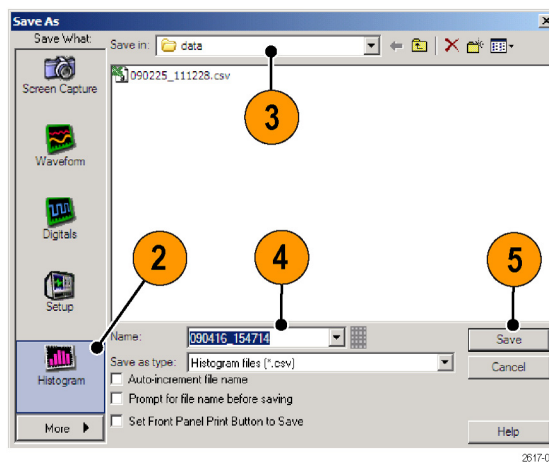 Save As
Save What:
Save in: data
Screen Capture
090225_111228.csv
3
Waveform
Digitals
2
4
5
Setup
Name: 090416_154714
Save
Save as type: Histogram files (*.csv)
Cancel
Histogram
Auto-increment file name
Prompt for file name before saving
Set Front Panel Print Button to Save
More
Help
2617-0